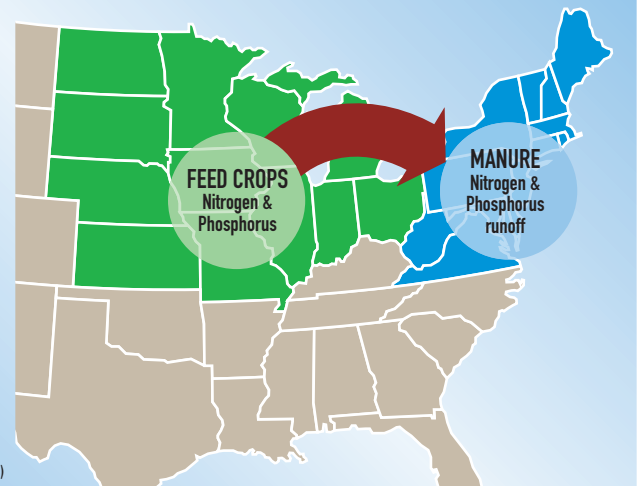 FEED CROPS
Nitrogen &
Phosphorus
MANURE
Nitrogen &
Phosphorus
runoff
)